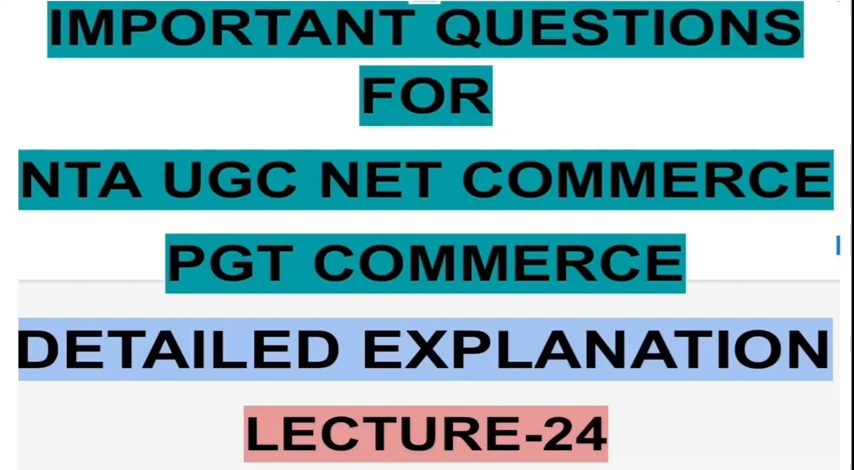 IMPORTANT QUESTIONS
FOR
NTA UGC NET COMMERCE
PGT COMMERCE
DETAILED EXPLANATION
LECTURE-24